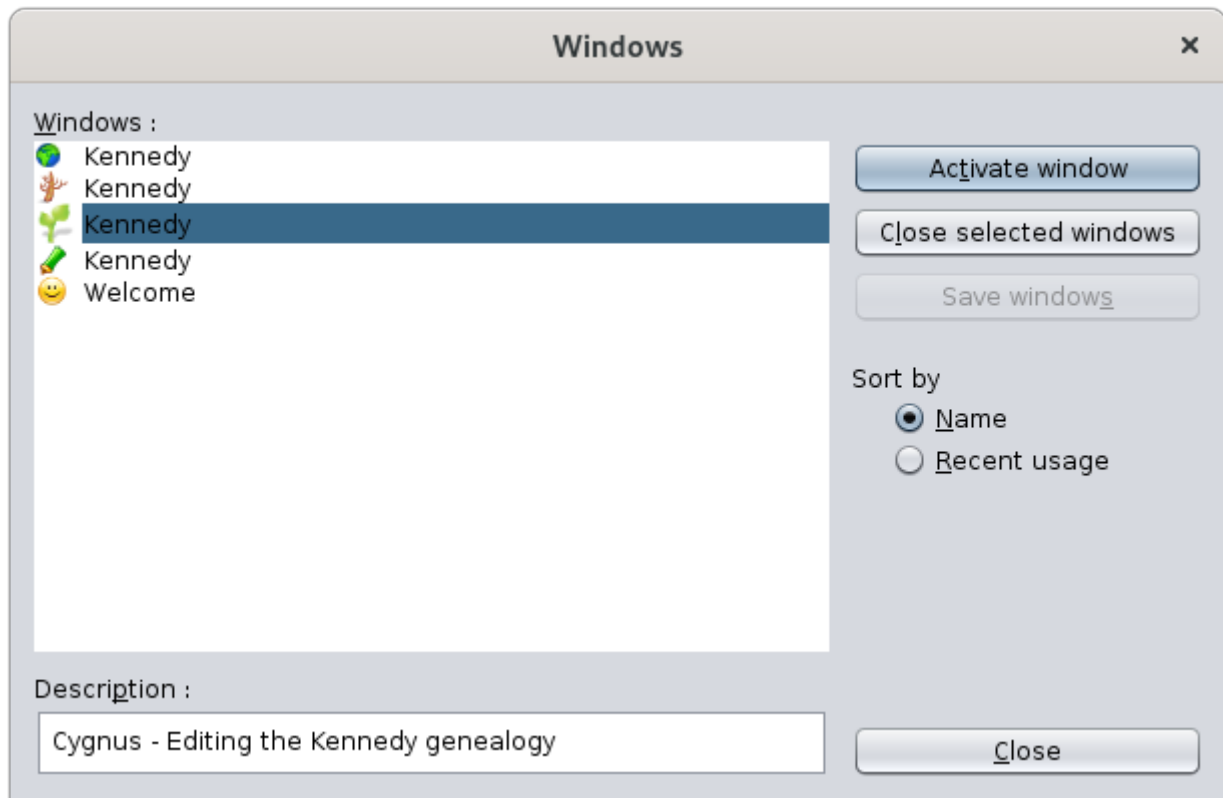 Windows
Windows :
Kennedy
Kennedy
Kennedy
Kennedy
Welcome
Activate window
Close selected windows
Save windows
Sort by
Name
Recent usage
Description :
Cygnus - Editing the Kennedy genealogy
Close